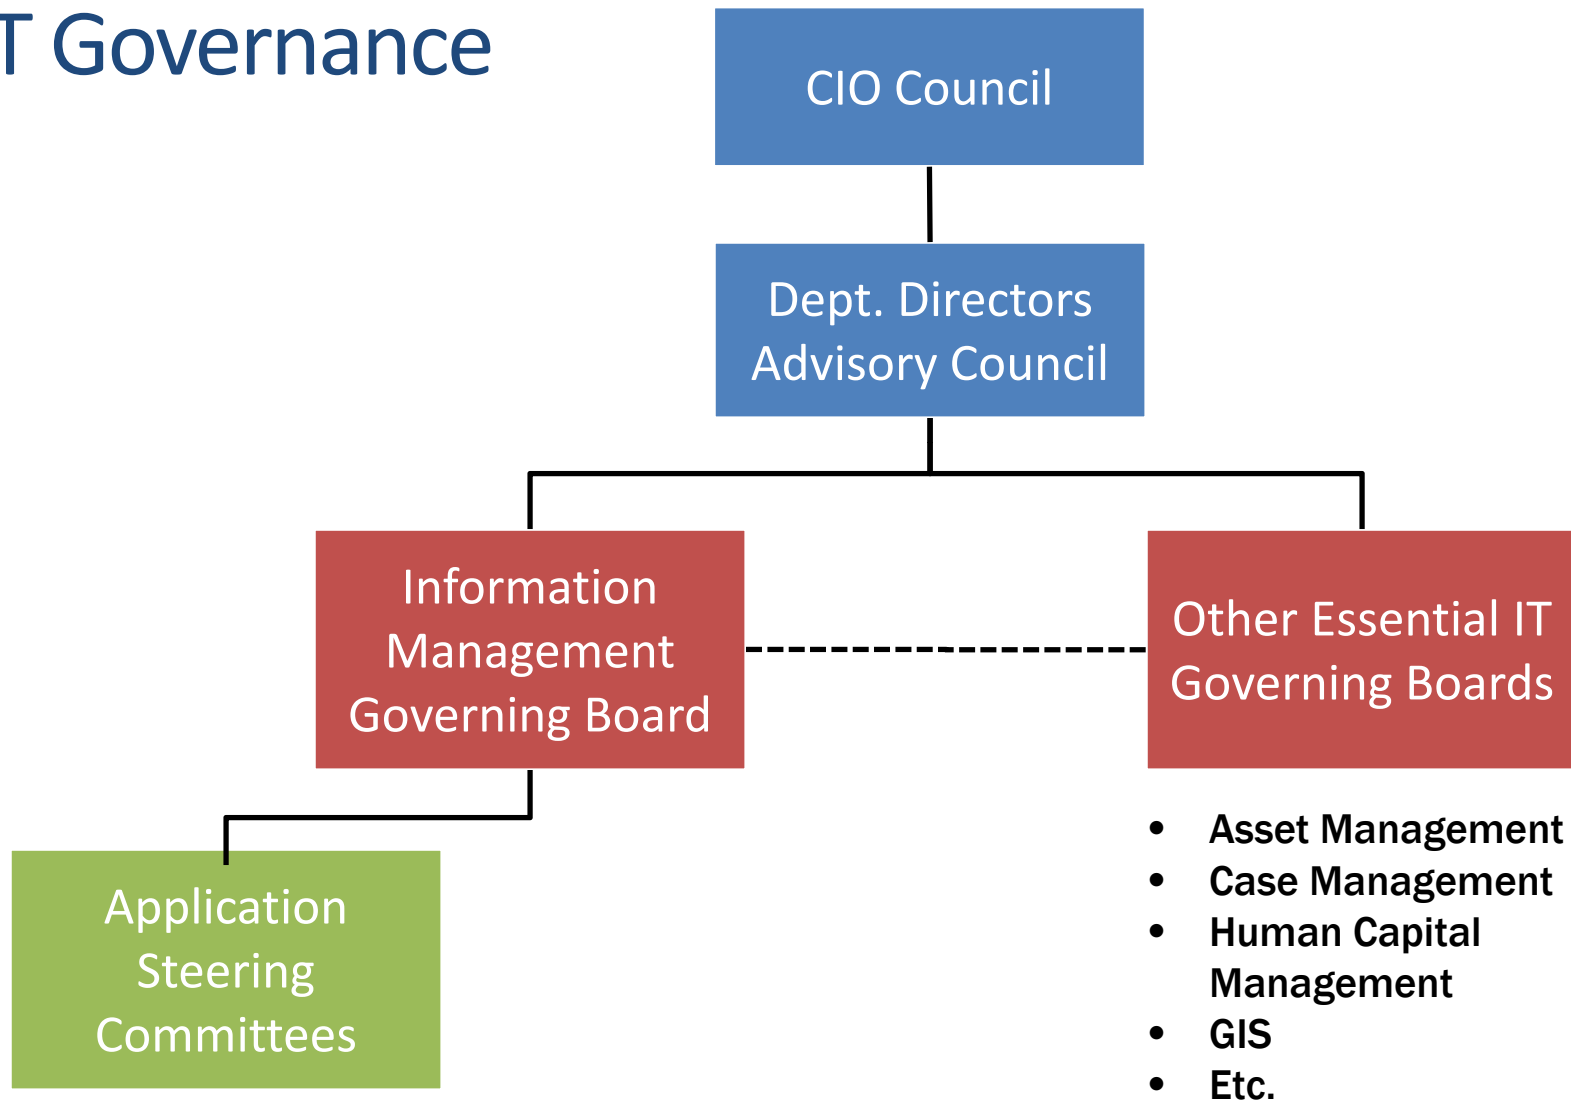 T Governance
CIO Council
Dept. Directors
Advisory Council
Information
Management
Governing Board
Other Essential IT
Governing Boards
Application
Steering
Committees
• Asset Management
• Case Management
• Human Capital
Management
• GIS
• Etc.